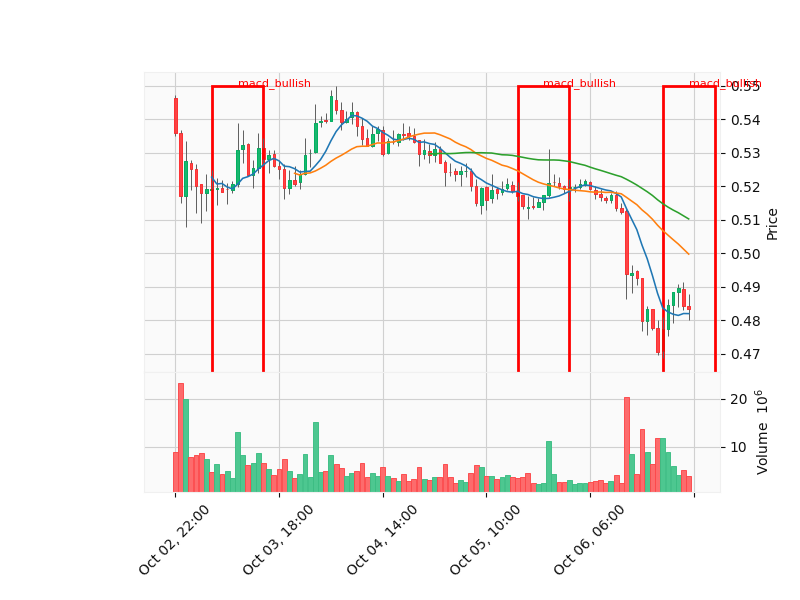 macd_bullish
macd_bullish
macd_bullish
0.55
0.54
0.53
0.52
0.51
0.50
0.49
0.48
0.47
Price
20
10
Volume 10⁶
Oct 02, 22:00
Oct 03, 18:00
Oct 04, 14:00
Oct 05, 10:00
Oct 06, 06:00